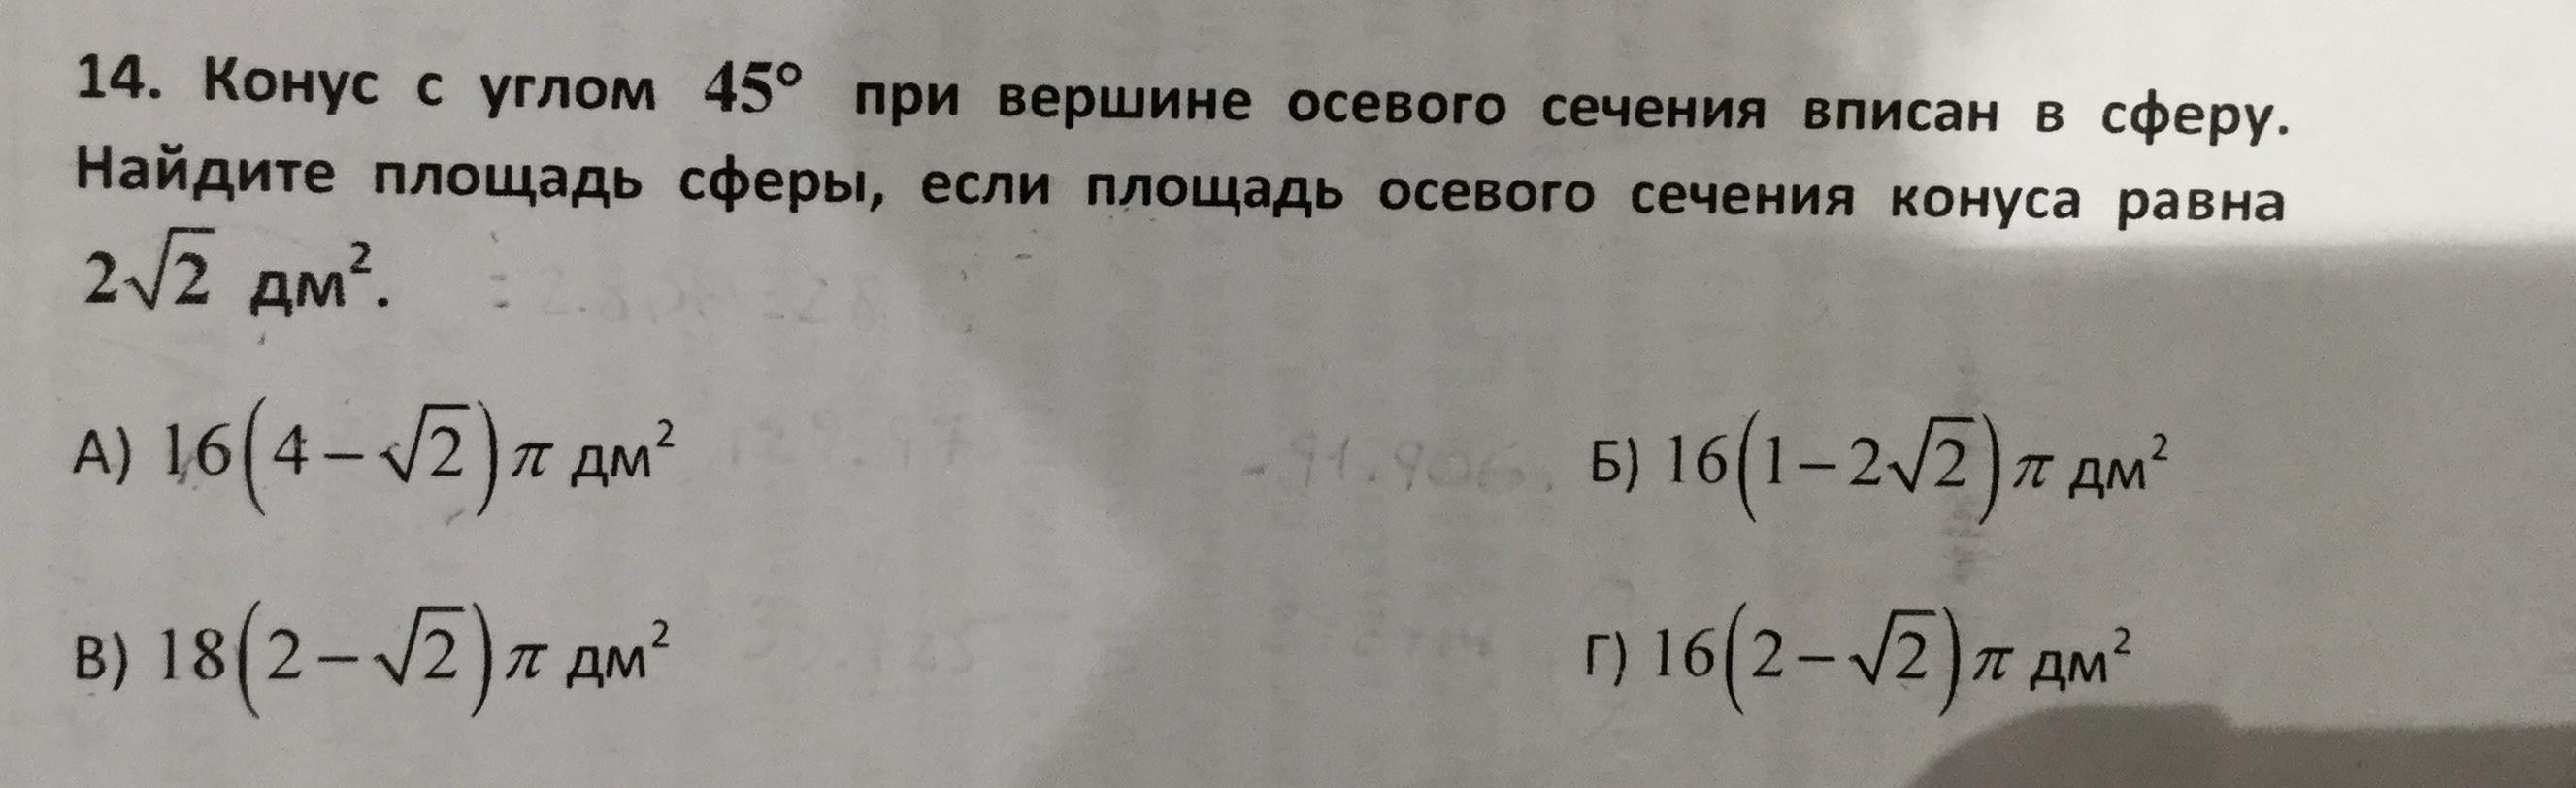 14. Конус с углом 45° при вершине осевого сечения вписан в сферу.
Найдите площадь сферы, если площадь осевого сечения конуса равна
2√2 дм².
А) 16(4−√2)π дм²
Б) 16(1−2√2)π дм²
В) 18(2−√2)π дм²
Г) 16(2−√2)π дм²